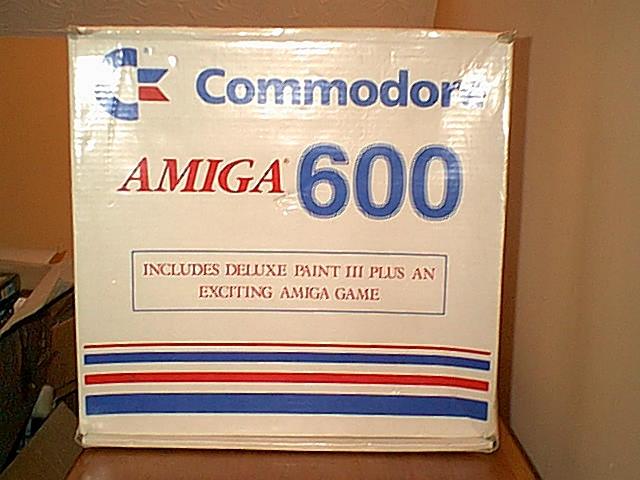 Commodore
AMIGA 600
INCLUDES DELUXE PAINT III PLUS AN
EXCITING AMIGA GAME